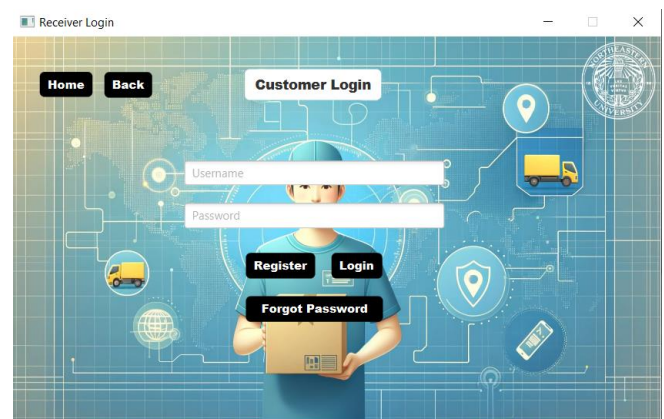 Receiver Login
Home Back Customer Login
NORTHEASTERN
UNIVERSITY
Username
Password
Register Login
Forgot Password